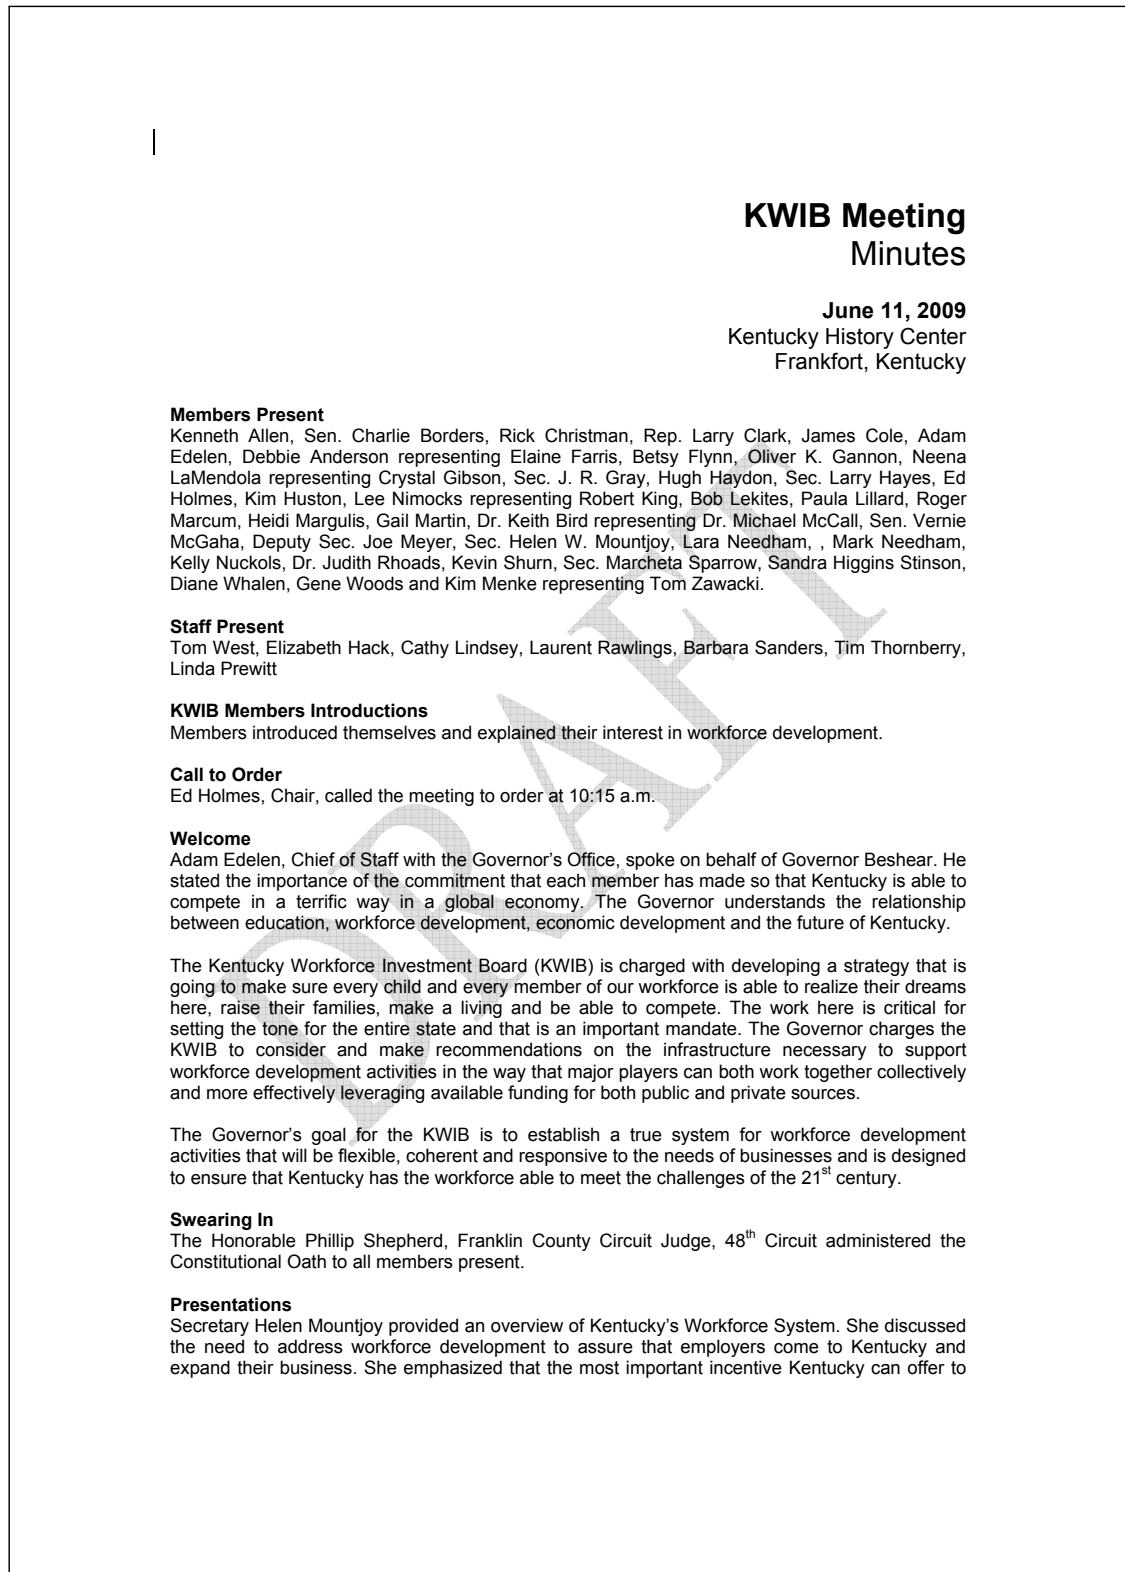 KWIB Meeting
Minutes
June 11, 2009
Kentucky History Center
Frankfort, Kentucky
Members Present
Kenneth Allen, Sen. Charlie Borders, Rick Christman, Rep. Larry Clark, James Cole, Adam
Edelen, Debbie Anderson representing Elaine Farris, Betsy Flynn, Oliver K. Gannon, Neena
LaMendola representing Crystal Gibson, Sec. J. R. Gray, Hugh Haydon, Sec. Larry Hayes, Ed
Holmes, Kim Huston, Lee Nimocks representing Robert King, Bob Lekites, Paula Lillard, Roger
Marcum, Heidi Margulis, Gail Martin, Dr. Keith Bird representing Dr. Michael McCall, Sen. Vernie
McGaha, Deputy Sec. Joe Meyer, Sec. Helen W. Mountjoy, Lara Needham, , Mark Needham,
Kelly Nuckols, Dr. Judith Rhoads, Kevin Shurn, Sec. Marcheta Sparrow, Sandra Higgins Stinson,
Diane Whalen, Gene Woods and Kim Menke representing Tom Zawacki.
Staff Present
Tom West, Elizabeth Hack, Cathy Lindsey, Laurent Rawlings, Barbara Sanders, Tim Thornberry,
Linda Prewitt
KWIB Members Introductions
Members introduced themselves and explained their interest in workforce development.
Call to Order
Ed Holmes, Chair, called the meeting to order at 10:15 a.m.
Welcome
Adam Edelen, Chief of Staff with the Governor's Office, spoke on behalf of Governor Beshear. He
stated the importance of the commitment that each member has made so that Kentucky is able to
compete in a terrific way in a global economy. The Governor understands the relationship
between education, workforce development, economic development and the future of Kentucky.
The Kentucky Workforce Investment Board (KWIB) is charged with developing a strategy that is
going to make sure every child and every member of our workforce is able to realize their dreams
here, raise their families, make a living and be able to compete. The work here is critical for
setting the tone for the entire state and that is an important mandate. The Governor charges the
KWIB to consider and make recommendations on the infrastructure necessary to support
workforce development activities in the way that major players can both work together collectively
and more effectively leveraging available funding for both public and private sources.
The Governor's goal for the KWIB is to establish a true system for workforce development
activities that will be flexible, coherent and responsive to the needs of businesses and is designed
to ensure that Kentucky has the workforce able to meet the challenges of the 21st century.
Swearing In
The Honorable Phillip Shepherd, Franklin County Circuit Judge, 48th Circuit administered the
Constitutional Oath to all members present.
Presentations
Secretary Helen Mountjoy provided an overview of Kentucky's Workforce System. She discussed
the need to address workforce development to assure that employers come to Kentucky and
expand their business. She emphasized that the most important incentive Kentucky can offer to
DRAFT